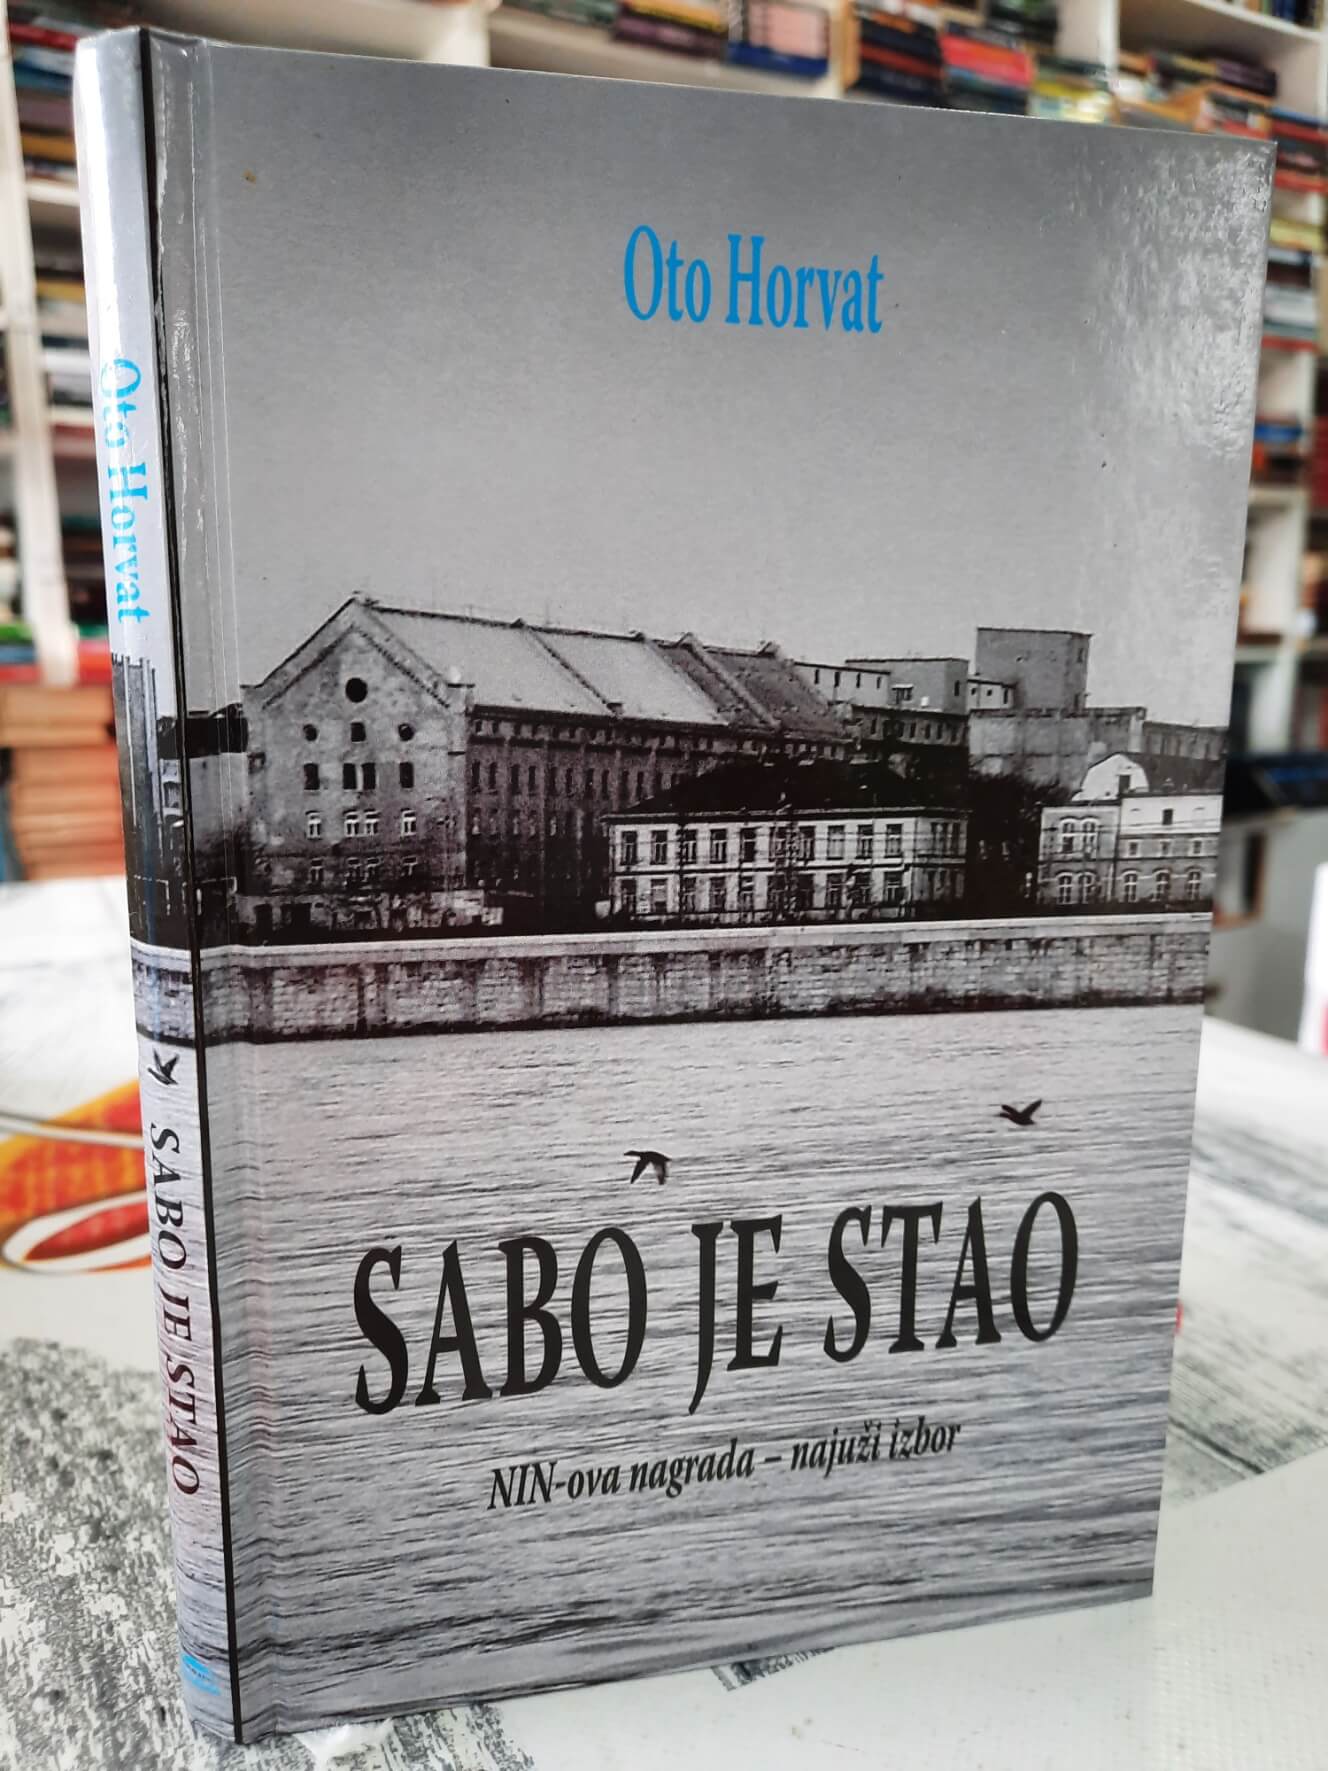 Oto Horvat
SABO JE STAO
NIN-ova nagrada – najuži izbor
Oto Horvat
SABO JE STAO